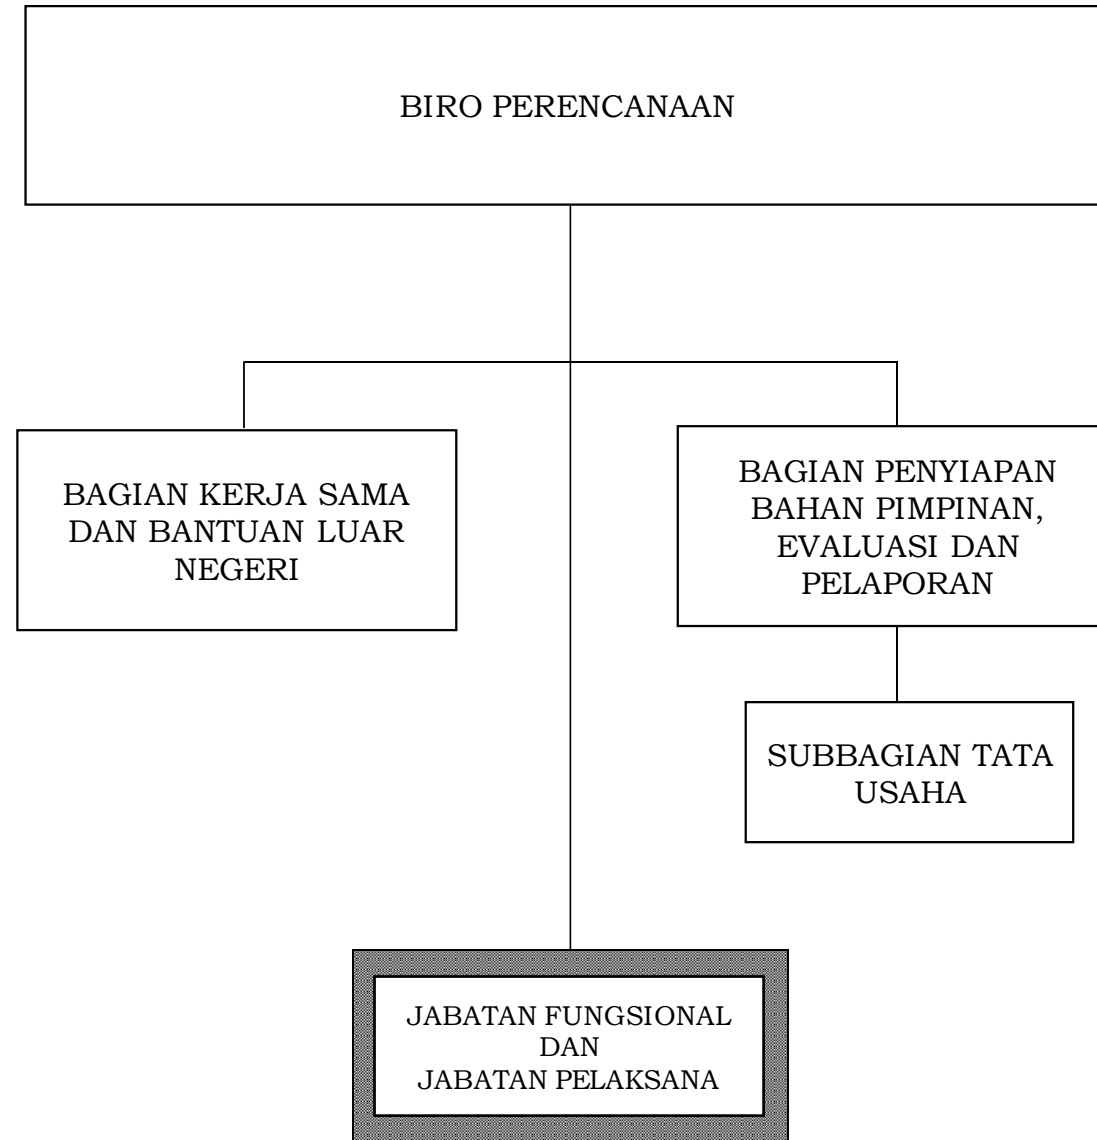 BIRO PERENCANAAN
BAGIAN KERJA SAMA
DAN BANTUAN LUAR
NEGERI
BAGIAN PENYIAPAN
BAHAN PIMPINAN,
EVALUASI DAN
PELAPORAN
SUBBAGIAN TATA
USAHA
JABATAN FUNGSIONAL
DAN
JABATAN PELAKSANA